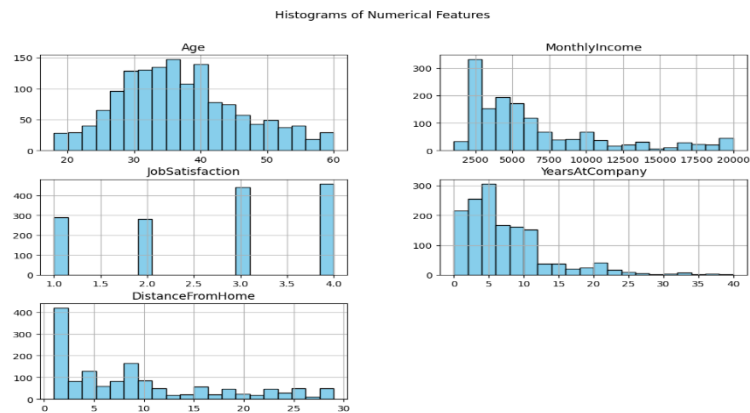 Histograms of Numerical Features
Age
150
100
50
0
20 30 40 50 60
MonthlyIncome
300
200
100
0
2500 5000 7500 10000 12500 15000 17500 20000
JobSatisfaction
400
300
200
100
0
1.0 1.5 2.0 2.5 3.0 3.5 4.0
YearsAtCompany
300
200
100
0
0 5 10 15 20 25 30 35 40
DistanceFromHome
400
300
200
100
0
0 5 10 15 20 25 30